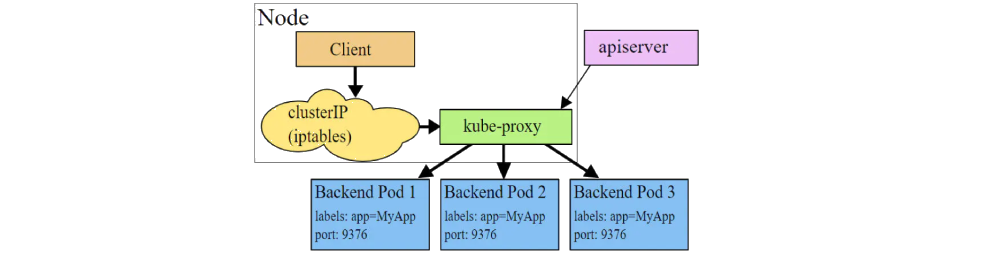 Node
Client
apiserver
clusterIP
(iptables)
kube-proxy
Backend Pod 1
labels: app=MyApp
port: 9376
Backend Pod 2
labels: app=MyApp
port: 9376
Backend Pod 3
labels: app=MyApp
port: 9376